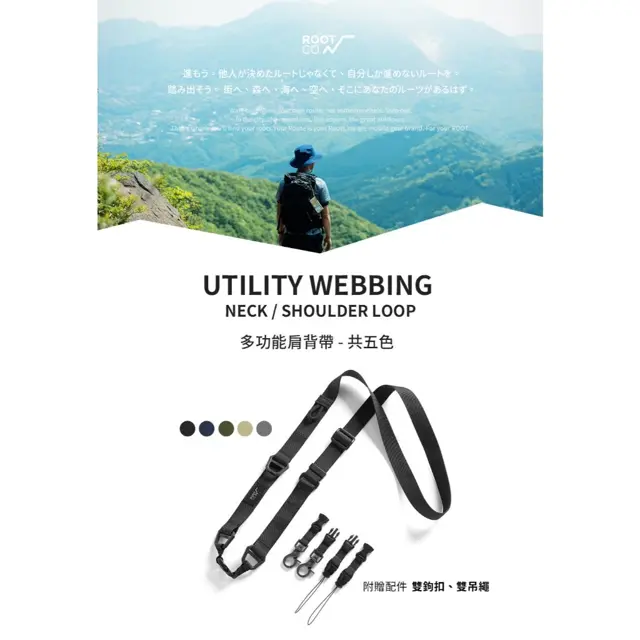 ROOT
CO
進もう、他人が決めたルートじゃなくて、自分しか進めないルートを。
踏み出そう。街へ、森へ、海へ、空へ。そこにあなたのルーツがあるはず。
UTILITY WEBBING
NECK / SHOULDER LOOP
多功能肩背帶 - 共五色
附贈配件 雙鉤扣、雙吊繩